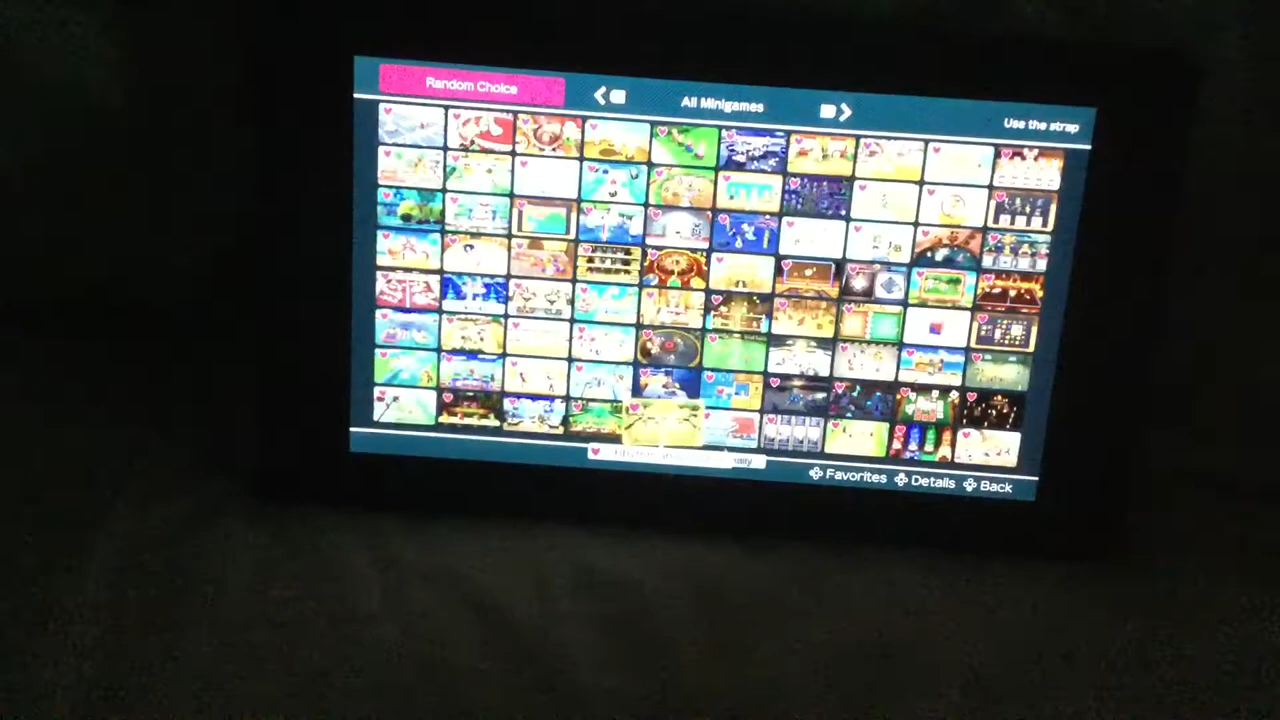 Random Choice
All Minigames
Use the strap
Favorites
Details
Back